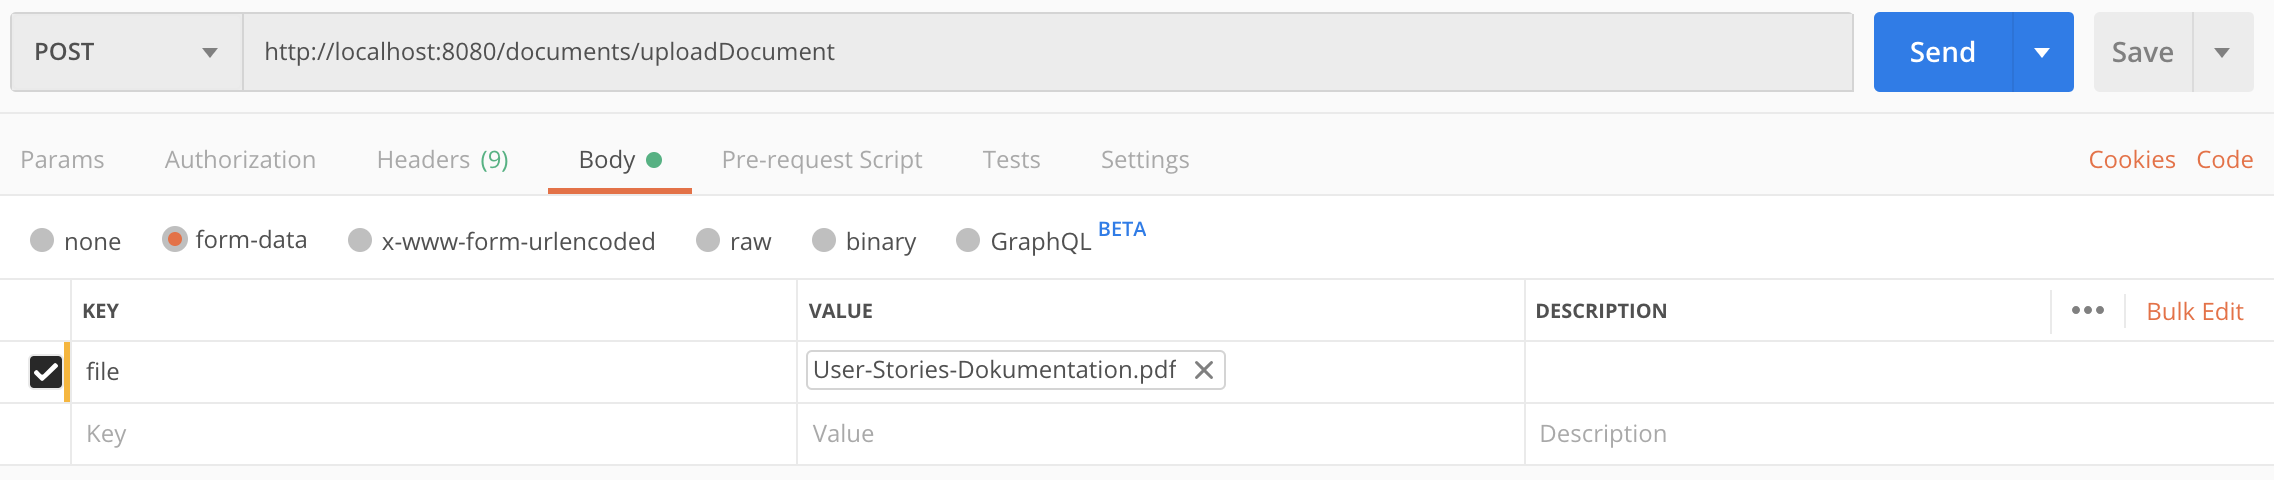 POST http://localhost:8080/documents/uploadDocument Send Save
Params Authorization Headers (9) Body Pre-request Script Tests Settings Cookies Code
none form-data x-www-form-urlencoded raw binary GraphQL BETA
KEY VALUE DESCRIPTION Bulk Edit
file User-Stories-Dokumentation.pdf
Key Value Description